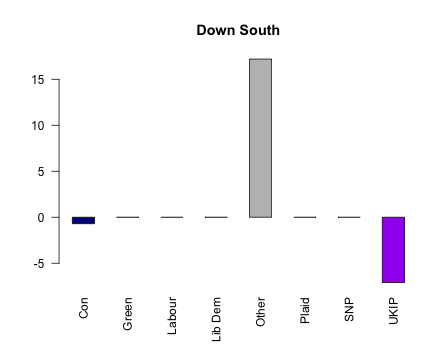 Down South
15
10
5
0
-5
Con
Green
Labour
Lib Dem
Other
Plaid
SNP
UKIP